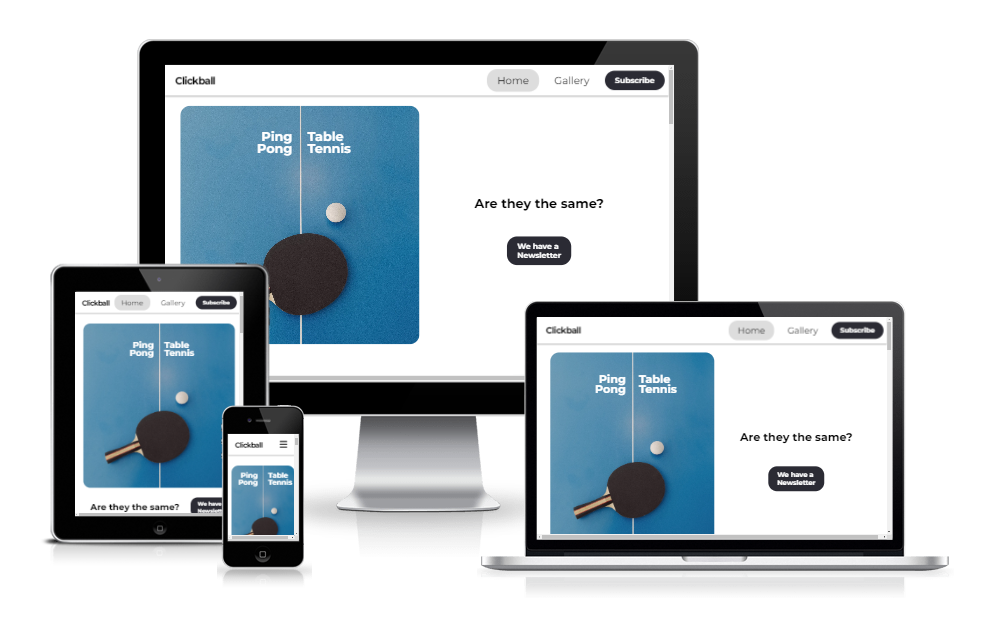 Clickball
Home
Gallery
Subscribe
Ping
Pong
Table
Tennis
Are they the same?
We have a
Newsletter
Clickball
Home
Gallery
Subscribe
Ping
Pong
Table
Tennis
Are they the same?
We have
Newsletter
Clickball
Ping
Pong
Table
Tennis
Clickball
Home
Gallery
Subscribe
Ping
Pong
Table
Tennis
Are they the same?
We have a
Newsletter